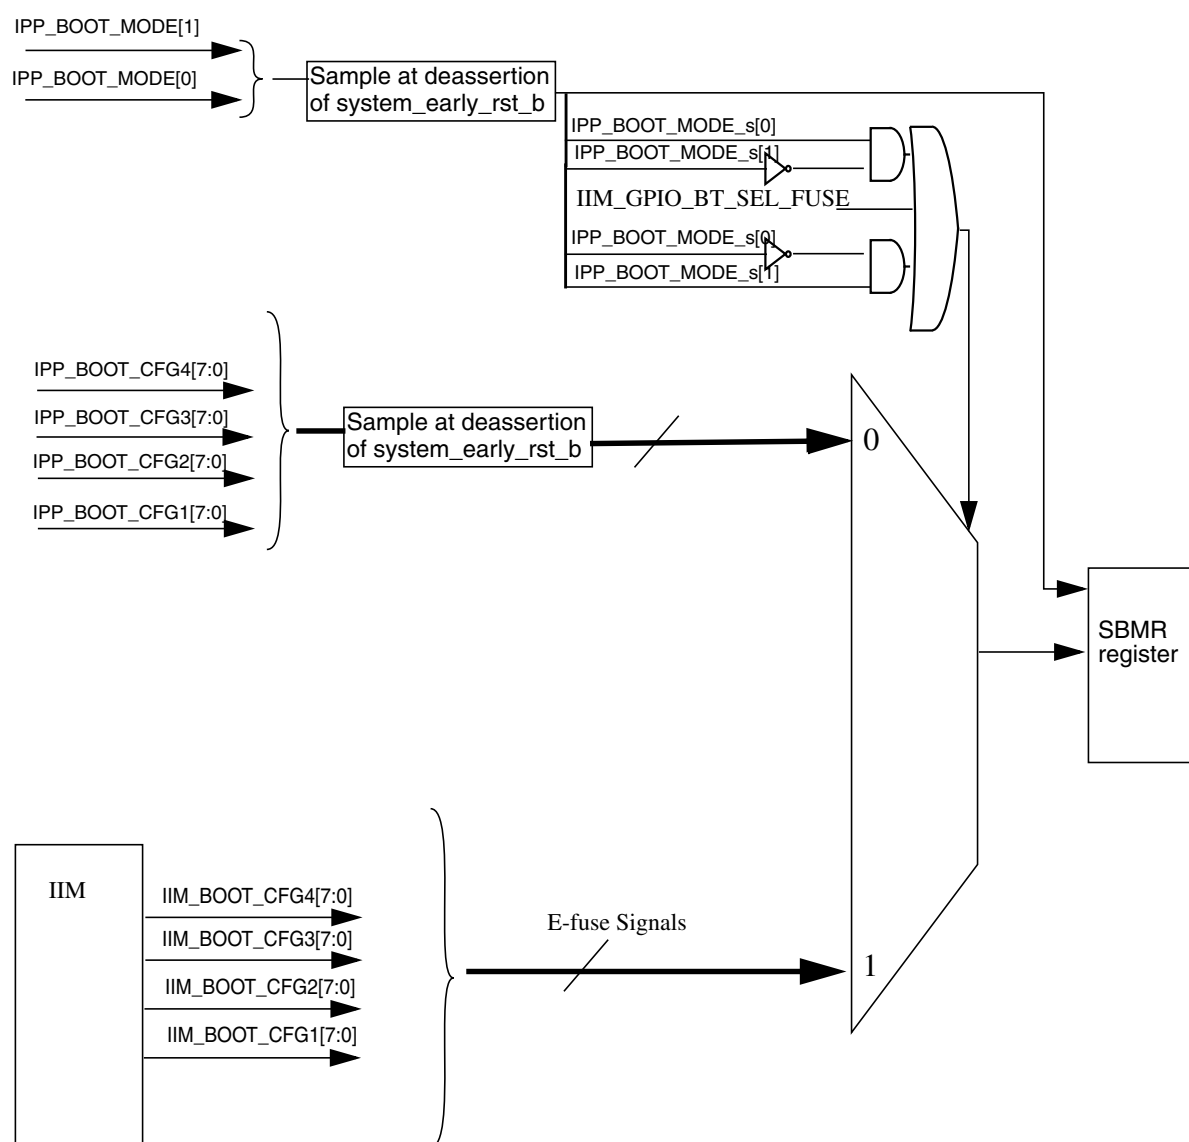 IPP_BOOT_MODE[1]
IPP_BOOT_MODE[0]
Sample at deassertion
of system_early_rst_b
IPP_BOOT_MODE_s[0]
IPP_BOOT_MODE_s[1]
IIM_GPIO_BT_SEL_FUSE
IPP_BOOT_MODE_s[0]
IPP_BOOT_MODE_s[1]
IPP_BOOT_CFG4[7:0]
IPP_BOOT_CFG3[7:0]
IPP_BOOT_CFG2[7:0]
IPP_BOOT_CFG1[7:0]
Sample at deassertion
of system_early_rst_b
0
SBMR
register
IIM
IIM_BOOT_CFG4[7:0]
IIM_BOOT_CFG3[7:0]
IIM_BOOT_CFG2[7:0]
IIM_BOOT_CFG1[7:0]
E-fuse Signals
1